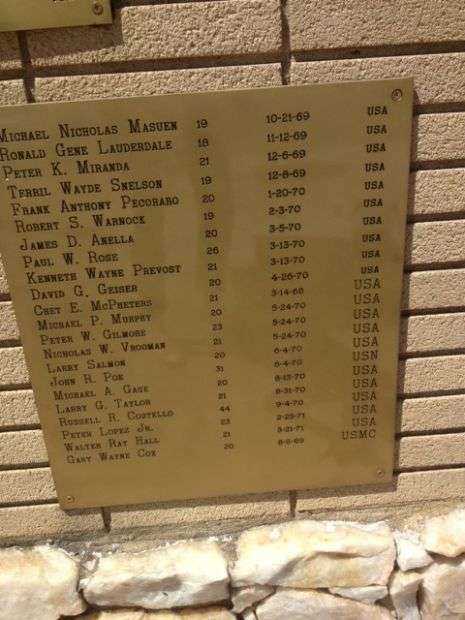 Michael Nicholas Masuen 19 10-21-69 USA
Ronald Gene Lauderdale 18 11-12-69 USA
Peter K. Miranda 21 12-6-69 USA
Terril Wayde Snelson 19 12-8-69 USA
Frank Anthony Pecoraro 20 1-20-70 USA
Robert S. Warnock 19 2-3-70 USA
James D. Anella 20 3-5-70 USA
Paul W. Rose 26 3-13-70 USA
Kenneth Wayne Prevost 21 3-13-70 USA
David G. Geiser 20 4-26-70 USA
Chet E. McPheters 21 3-14-68 USA
Michael P. Murphy 20 5-24-70 USA
Peter W. Gilmore 23 5-24-70 USA
Nicholas W. Vrooman 21 5-24-70 USA
Larry Salmon 20 6-4-70 USA
John R. Poe 31 6-4-70 USN
Michael A. Gase 20 8-13-70 USA
Larry G. Taylor 21 8-31-70 USA
Russell R. Costello 44 9-4-70 USA
Peter Lopez Jr. 23 2-23-71 USA
Walter Ray Hall 21 3-21-71 USA
Gary Wayne Cox 20 8-8-69 USMC